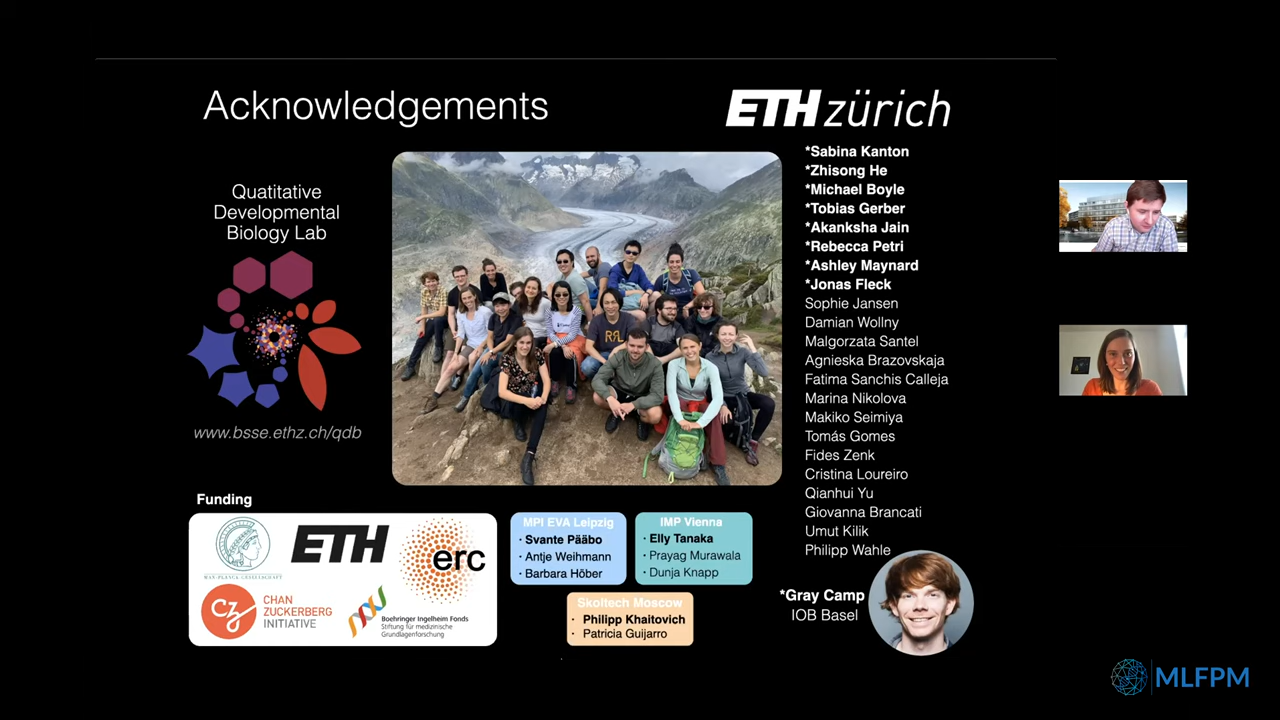 Acknowledgements
ETH zürich
Quatitative
Developmental
Biology Lab
www.bsse.ethz.ch/qdb
*Sabina Kanton
*Zhisong He
*Michael Boyle
*Tobias Gerber
*Akanksha Jain
*Rebecca Petri
*Ashley Maynard
*Jonas Fleck
Sophie Jansen
Damian Wollny
Malgorzata Santel
Agnieska Brazovskaja
Fatima Sanchis Calleja
Marina Nikolova
Makiko Seimiya
Tomás Gomes
Fides Zenk
Cristina Loureiro
Qianhui Yu
Giovanna Brancati
Umut Kilik
Philipp Wahle
*Gray Camp
IOB Basel
Funding
MAX-PLANCK-GESELLSCHAFT
ETH
erc
CZ
CHAN
ZUCKERBERG
INITIATIVE
Boehringer Ingelheim Fonds
Stiftung für medizinische
Grundlagenforschung
MPI EVA Leipzig
· Svante Pääbo
· Antje Weihmann
· Barbara Höber
IMP Vienna
· Elly Tanaka
· Prayag Murawala
· Dunja Knapp
Skoltech Moscow
· Philipp Khaitovich
· Patricia Guijarro
MLFPM